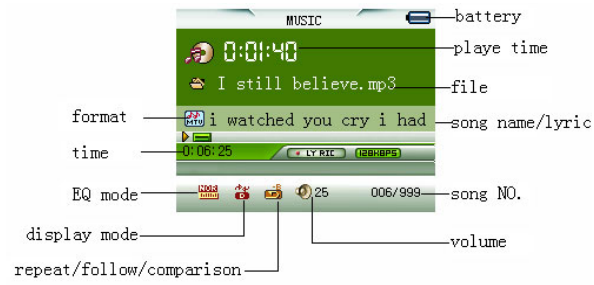 MUSIC
battery
0:01:40
playe time
I still believe.mp3
file
format
MTV
i watched you cry i had
song name/lyric
time
0:06:25
LYRIC
128KBPS
EQ mode
NOR
25
006/999
song NO.
display mode
volume
repeat/follow/comparison